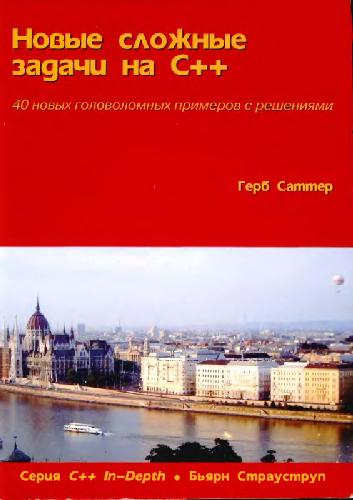 Новые сложные
задачи на C++
40 новых головоломных примеров с решениями
Герб Саттер
Серия C++ In-Depth • Бьярн Страуструп